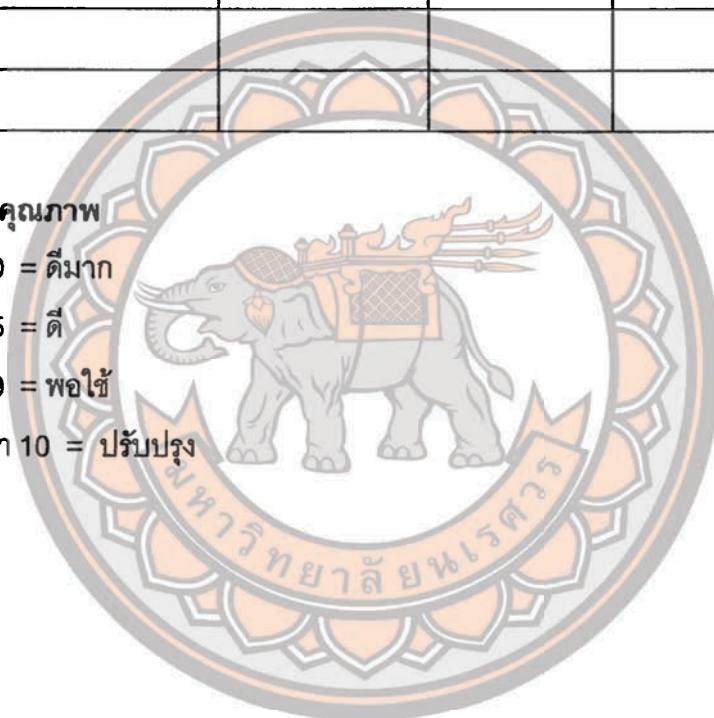 คุณภาพ
= ดีมาก
= ดี
= พอใช้
10 = ปรับปรุง
มหาวิทยาลัยนเรศวร